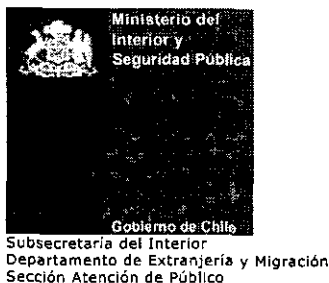 Ministerio del
Interior y
Seguridad Pública
Gobierno de Chile
Subsecretaría del Interior
Departamento de Extranjería y Migración
Sección Atención de Público